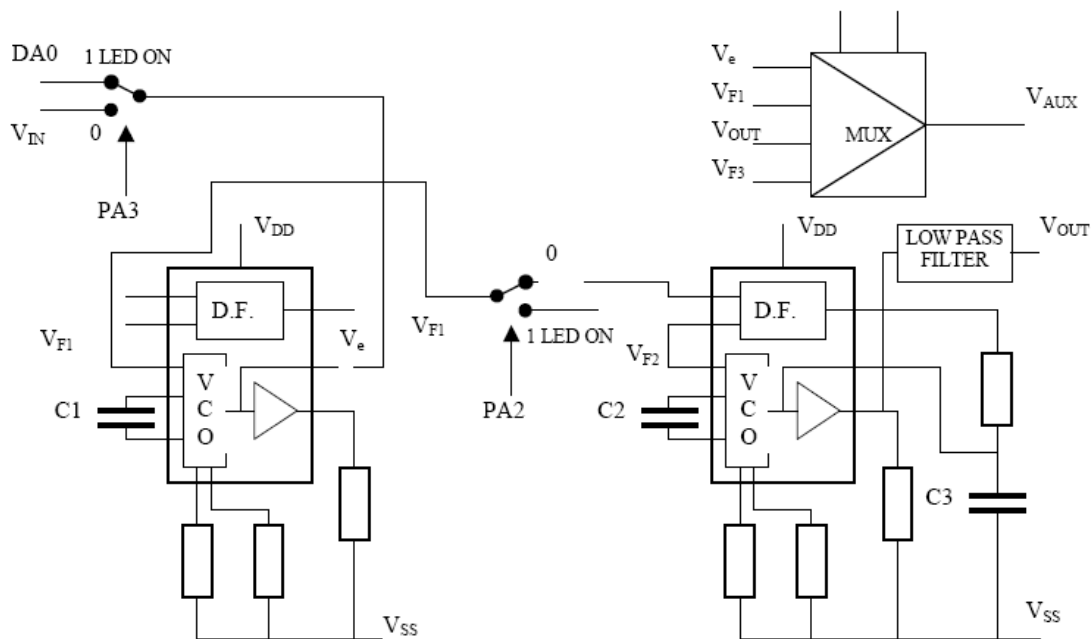 DA0
1 LED ON
V_IN
0
PA3
V_e
V_F1
V_OUT
V_F3
MUX
V_AUX
V_DD
D.F.
V_F1
V_e
V
C
O
C1
V_F1
0
1 LED ON
PA2
V_DD
D.F.
V_F2
V
C
O
C2
LOW PASS
FILTER
V_OUT
C3
V_SS
V_SS